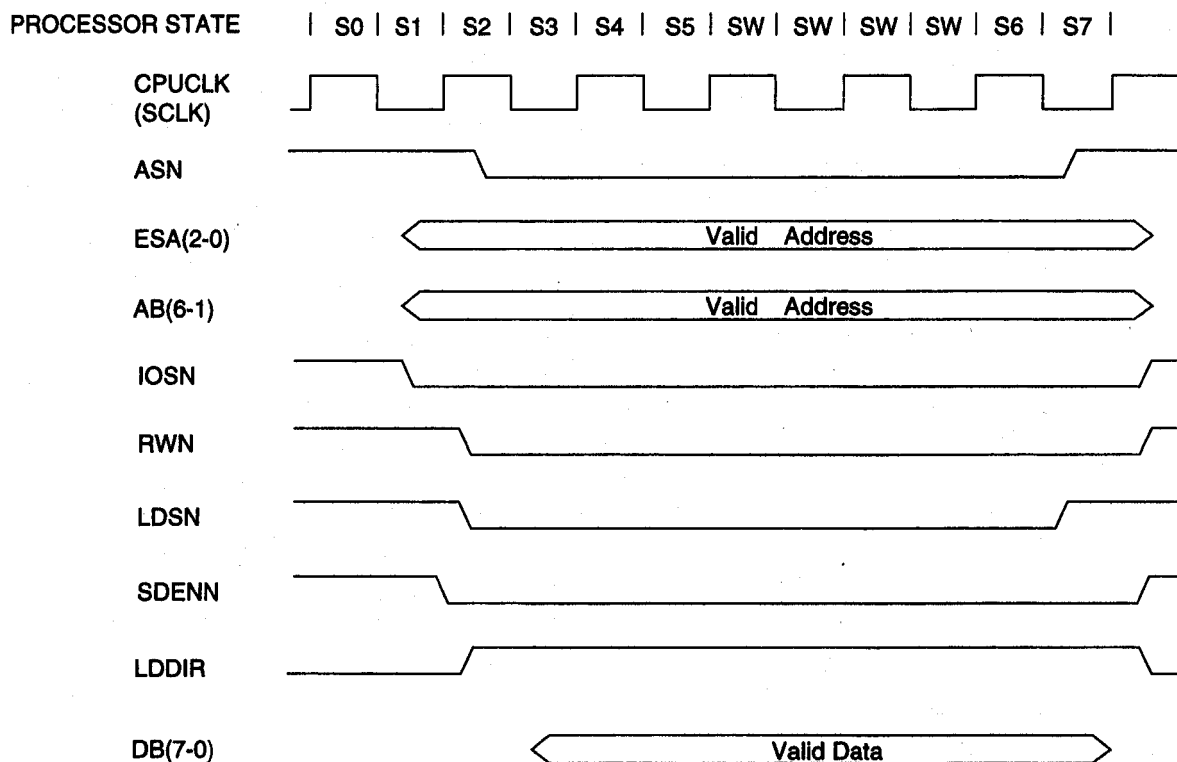 PROCESSOR STATE | S0 | S1 | S2 | S3 | S4 | S5 | SW | SW | SW | SW | S6 | S7 |
CPUCLK
(SCLK)
ASN
ESA(2-0) Valid Address
AB(6-1) Valid Address
IOSN
RWN
LDSN
SDENN
LDDIR
DB(7-0) Valid Data